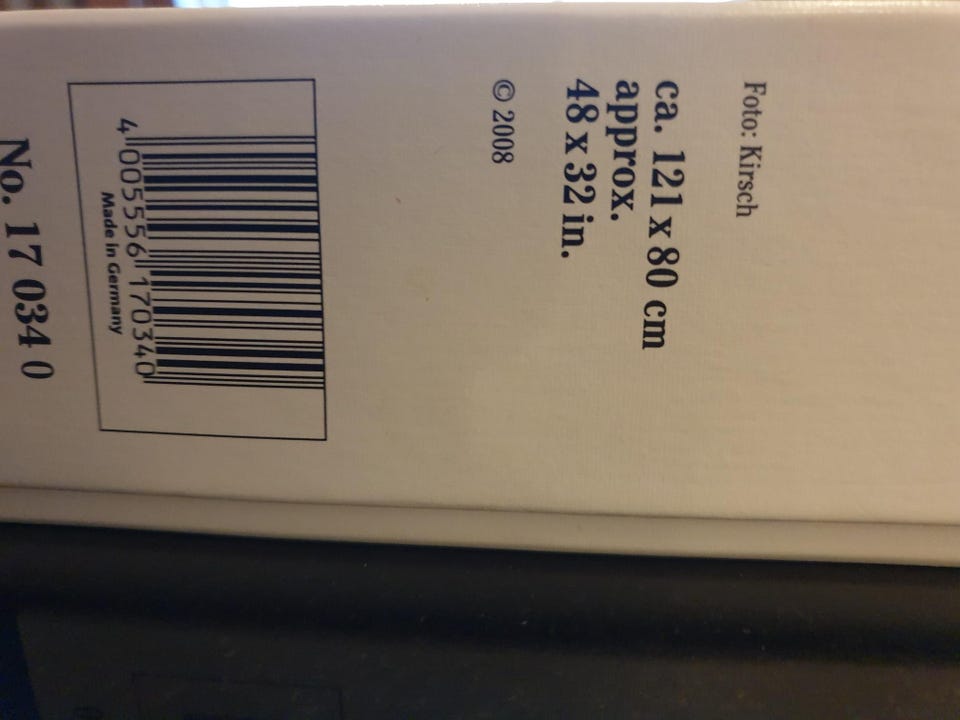 Foto: Kirsch
ca. 121 x 80 cm
approx.
48 x 32 in.
© 2008
4 005556 170340
Made in Germany
No. 17 034 0